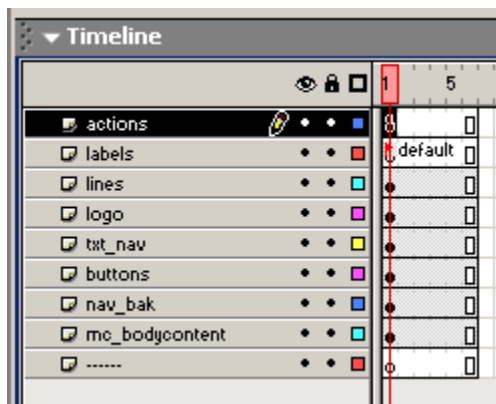 Timeline
1 5
actions
labels default
lines
logo
txt_nav
buttons
nav_bak
mc_bodycontent
------